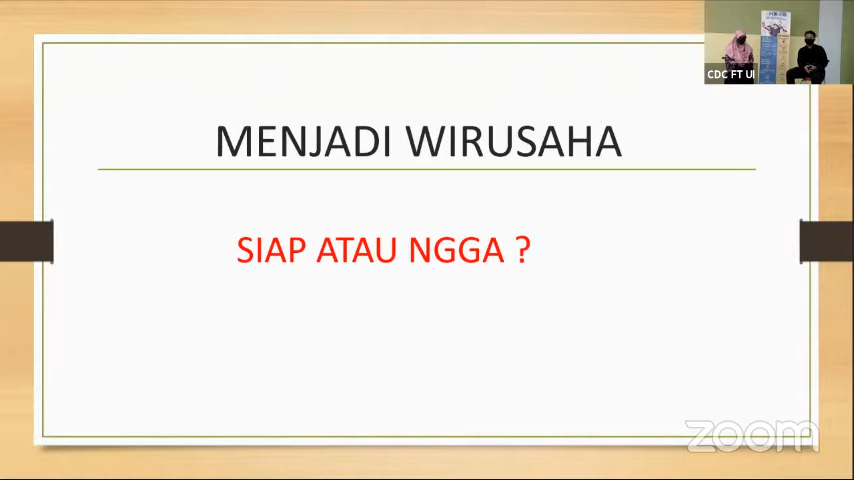 CDC FT UI
MENJADI WIRUSAHA
SIAP ATAU NGGA ?
zoom